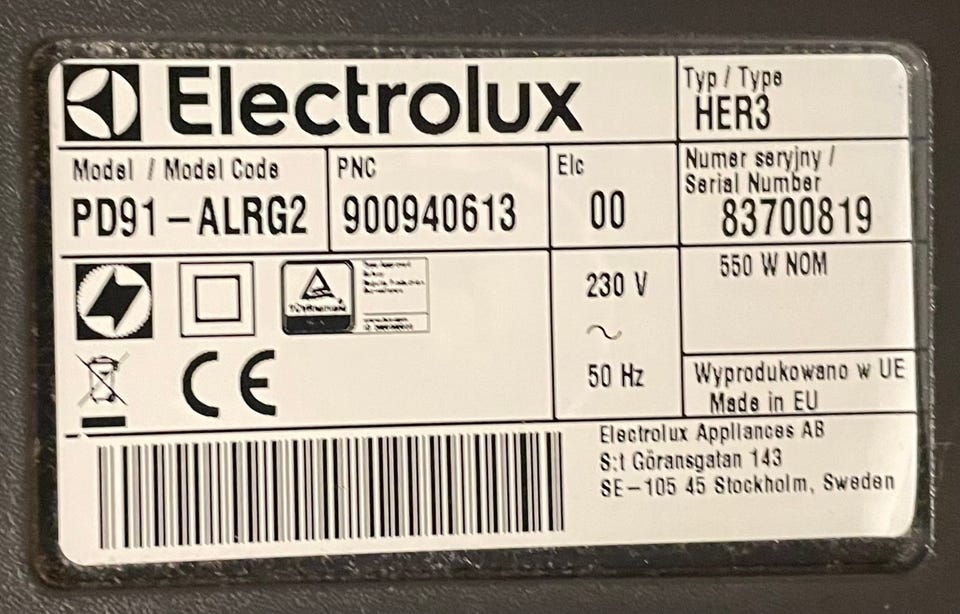 Electrolux
Typ / Type
HER3
Model / Model Code
PD91-ALRG2
PNC
900940613
Elc
00
Numer seryjny /
Serial Number
83700819
TÜVRheinland
CE
230 V
~
50 Hz
550 W NOM
Wyprodukowano w UE
Made in EU
Electrolux Appliances AB
S:t Göransgatan 143
SE-105 45 Stockholm, Sweden